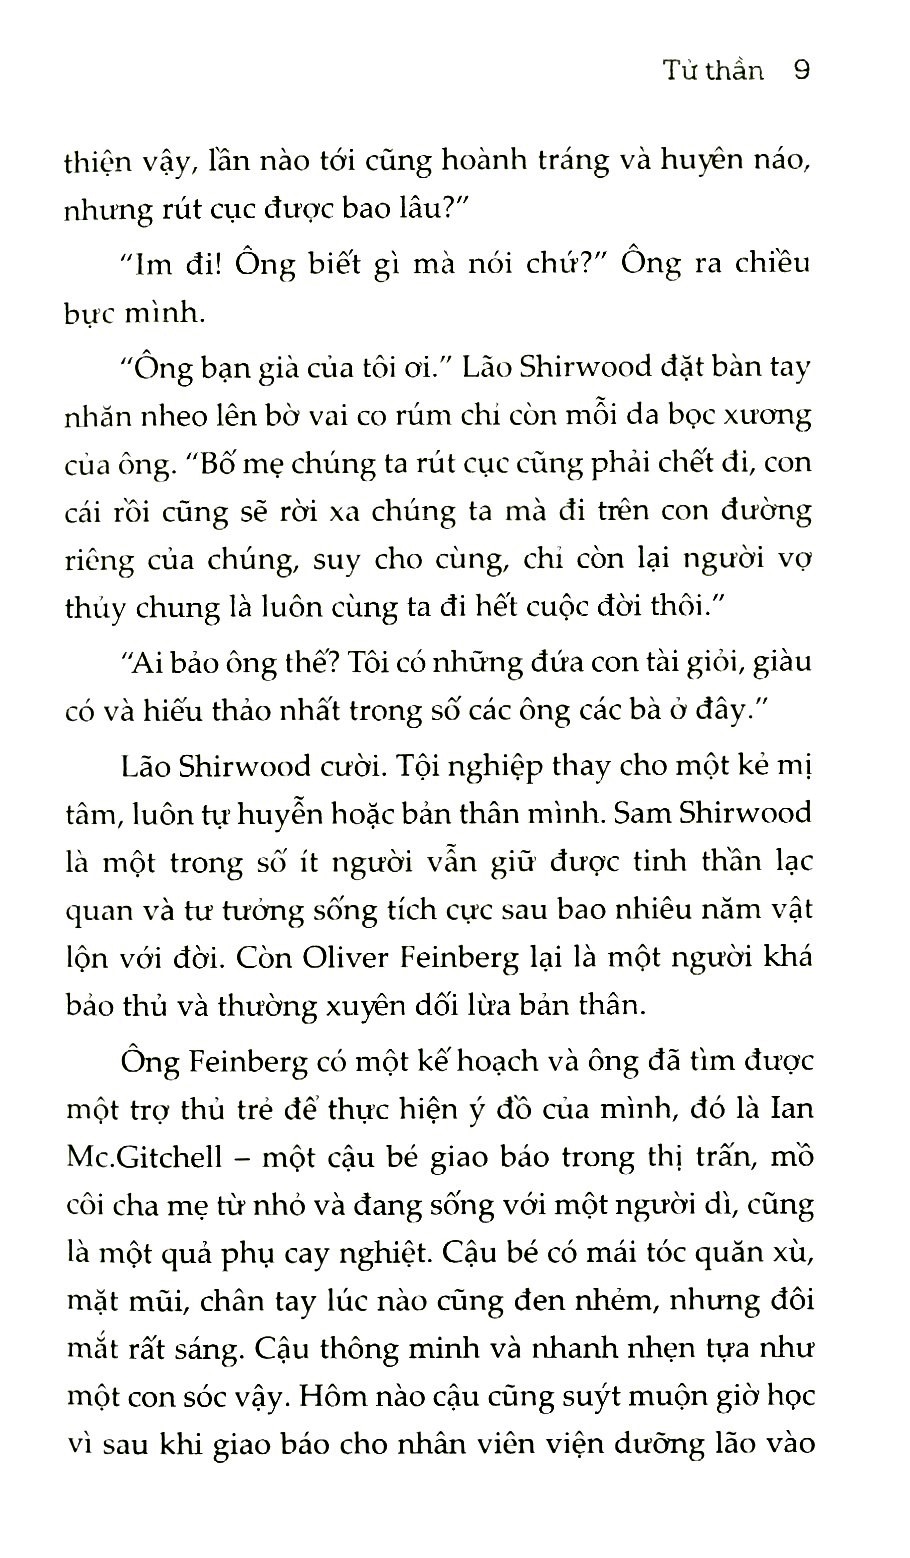 Tử thần 9
thiện vậy, lần nào tới cũng hoành tráng và huyên náo,
nhưng rút cục được bao lâu?”
“Im đi! Ông biết gì mà nói chứ?” Ông ra chiều
bực mình.
“Ông bạn già của tôi ơi.” Lão Shirwood đặt bàn tay
nhăn nheo lên bờ vai co rúm chỉ còn mỗi da bọc xương
của ông. “Bố mẹ chúng ta rút cục cũng phải chết đi, con
cái rồi cũng sẽ rời xa chúng ta mà đi trên con đường
riêng của chúng, suy cho cùng, chỉ còn lại người vợ
thủy chung là luôn cùng ta đi hết cuộc đời thôi.”
“Ai bảo ông thế? Tôi có những đứa con tài giỏi, giàu
có và hiếu thảo nhất trong số các ông các bà ở đây.”
Lão Shirwood cười. Tội nghiệp thay cho một kẻ mị
tâm, luôn tự huyễn hoặc bản thân mình. Sam Shirwood
là một trong số ít người vẫn giữ được tinh thần lạc
quan và tư tưởng sống tích cực sau bao nhiêu năm vật
lộn với đời. Còn Oliver Feinberg lại là một người khá
bảo thủ và thường xuyên dối lừa bản thân.
Ông Feinberg có một kế hoạch và ông đã tìm được
một trợ thủ trẻ để thực hiện ý đồ của mình, đó là Ian
Mc.Gitchell – một cậu bé giao báo trong thị trấn, mồ
côi cha mẹ từ nhỏ và đang sống với một người dì, cũng
là một quả phụ cay nghiệt. Cậu bé có mái tóc quăn xù,
mặt mũi, chân tay lúc nào cũng đen nhẻm, nhưng đôi
mắt rất sáng. Cậu thông minh và nhanh nhẹn tựa như
một con sóc vậy. Hôm nào cậu cũng suýt muộn giờ học
vì sau khi giao báo cho nhân viên viện dưỡng lão vào